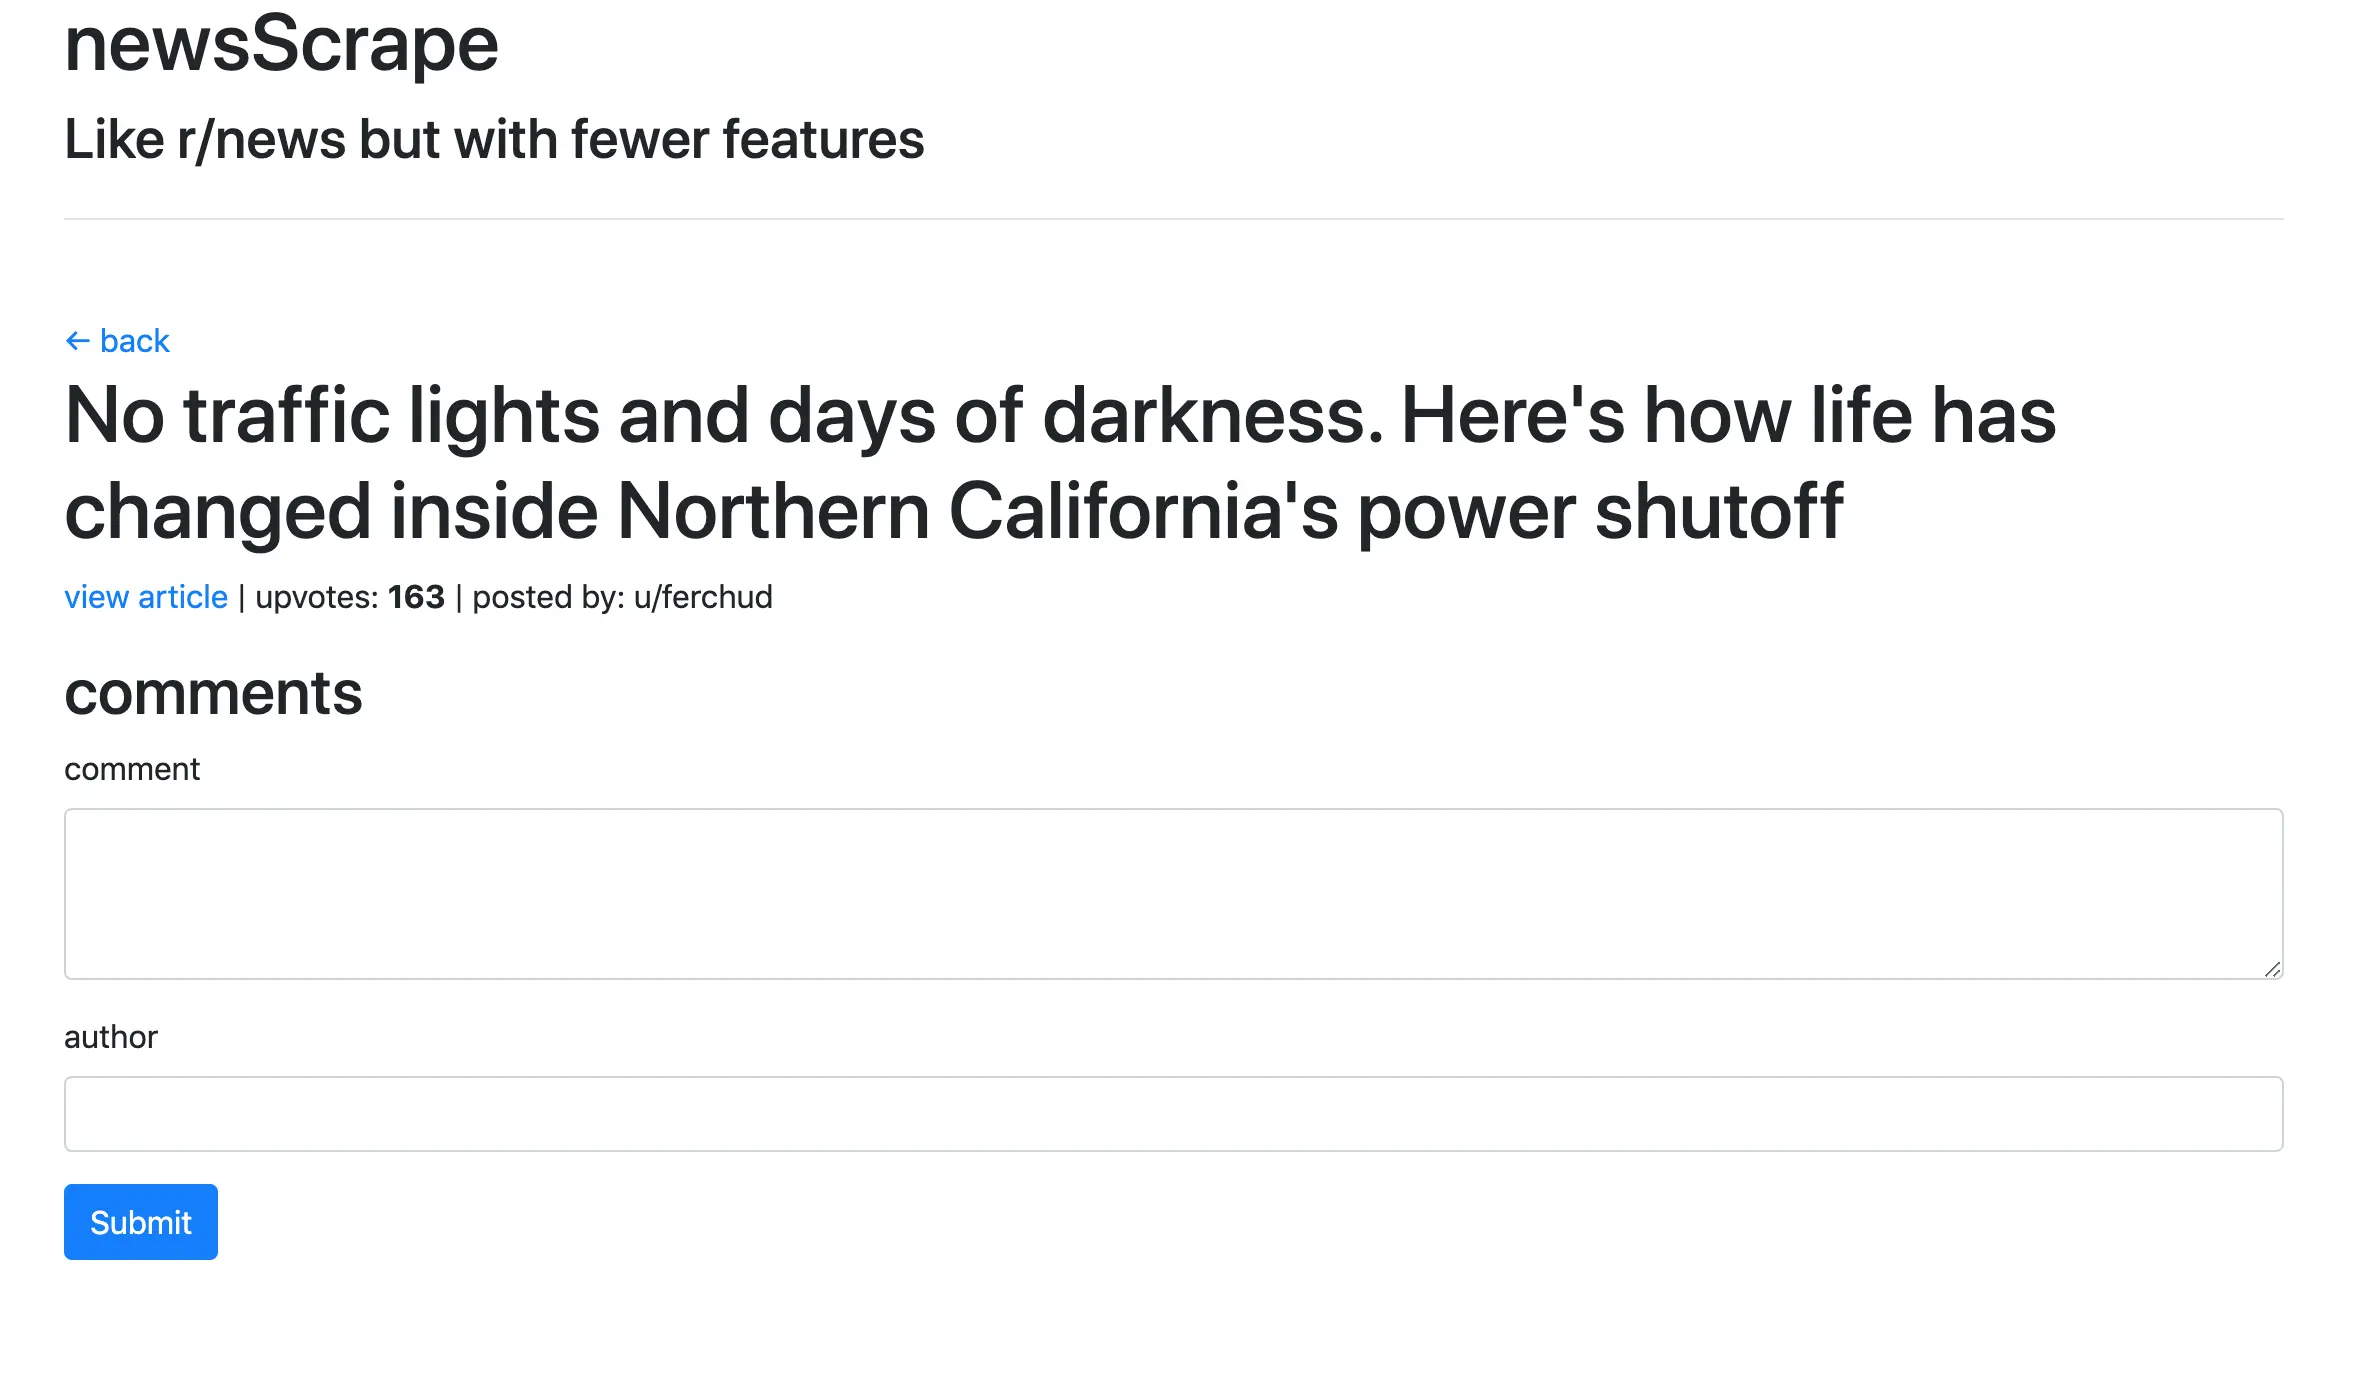 newsScrape
Like r/news but with fewer features
← back
No traffic lights and days of darkness. Here's how life has
changed inside Northern California's power shutoff
view article | upvotes: 163 | posted by: u/ferchud
comments
comment
author
Submit